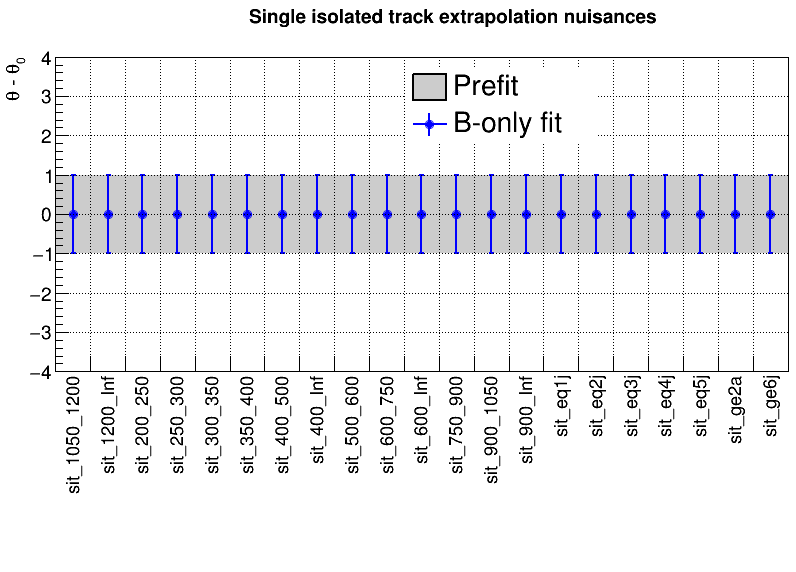 Single isolated track extrapolation nuisances
θ - θ0
4
3
2
1
0
−1
−2
−3
−4
Prefit
B-only fit
sit_1050_1200
sit_1200_Inf
sit_200_250
sit_250_300
sit_300_350
sit_350_400
sit_400_500
sit_400_Inf
sit_500_600
sit_600_750
sit_600_Inf
sit_750_900
sit_900_1050
sit_900_Inf
sit_eq1j
sit_eq2j
sit_eq3j
sit_eq4j
sit_eq5j
sit_ge2a
sit_ge6j